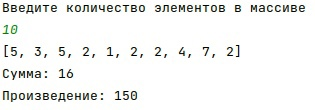 Введите количество элементов в массиве
10
[5, 3, 5, 2, 1, 2, 2, 4, 7, 2]
Сумма: 16
Произведение: 150